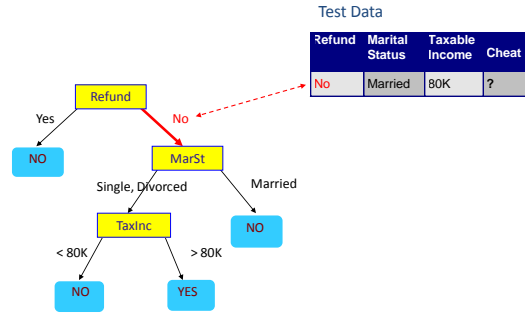 Test Data
Refund Marital Status Taxable Income Cheat
No Married 80K ?
Refund
Yes
No
NO
MarSt
Single, Divorced
Married
TaxInc
NO
< 80K
> 80K
NO
YES